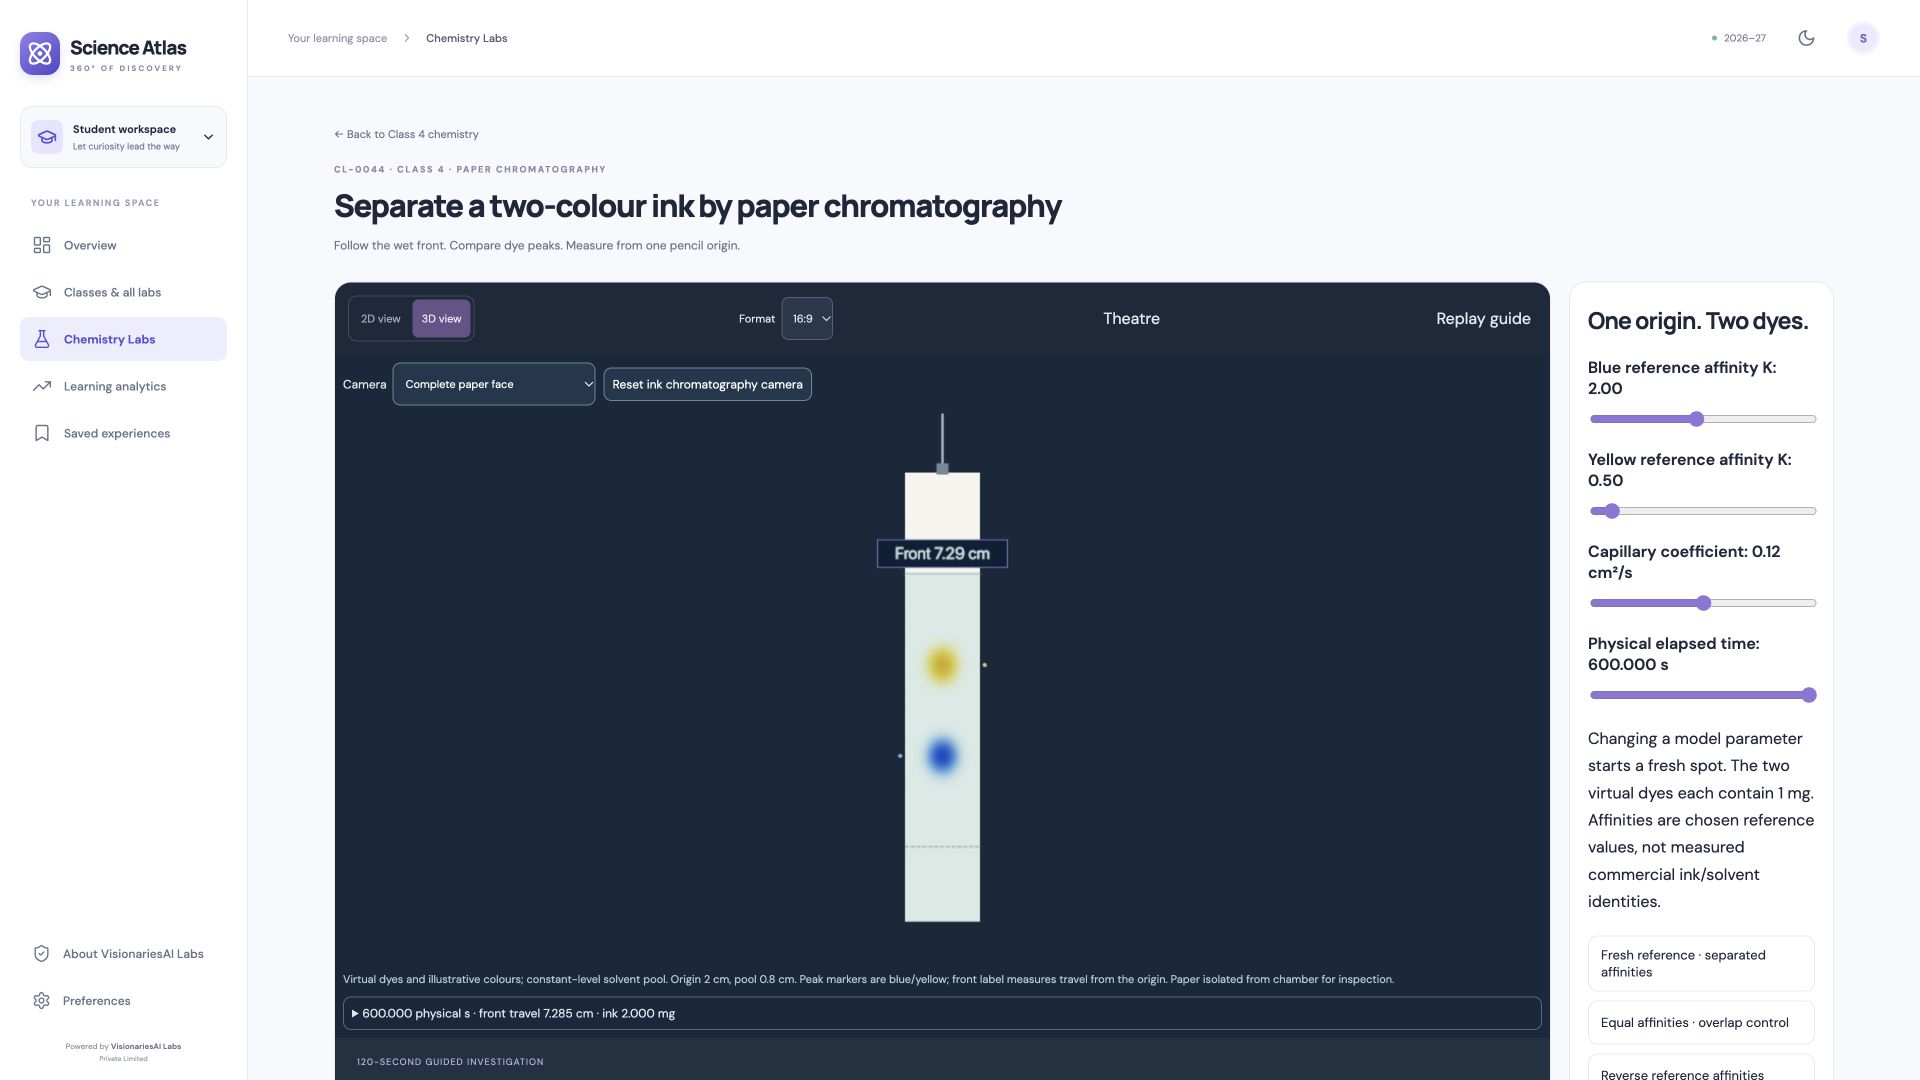 Science Atlas
360° OF DISCOVERY
Student workspace
Let curiosity lead the way
YOUR LEARNING SPACE
Overview
Classes & all labs
Chemistry Labs
Learning analytics
Saved experiences
About VisionariesAI Labs
Preferences
Powered by VisionariesAI Labs
Private Limited
Your learning space
Chemistry Labs
2026–27
S
← Back to Class 4 chemistry
CL-0044 · CLASS 4 · PAPER CHROMATOGRAPHY
Separate a two-colour ink by paper chromatography
Follow the wet front. Compare dye peaks. Measure from one pencil origin.
2D view
3D view
Format
16:9
Theatre
Replay guide
Camera
Complete paper face
Reset ink chromatography camera
Front 7.29 cm
Virtual dyes and illustrative colours; constant-level solvent pool. Origin 2 cm, pool 0.8 cm. Peak markers are blue/yellow; front label measures travel from the origin. Paper isolated from chamber for inspection.
▶ 600.000 physical s · front travel 7.285 cm · ink 2.000 mg
120-SECOND GUIDED INVESTIGATION
One origin. Two dyes.
Blue reference affinity K:
2.00
Yellow reference affinity K:
0.50
Capillary coefficient: 0.12
cm²/s
Physical elapsed time:
600.000 s
Changing a model parameter
starts a fresh spot. The two
virtual dyes each contain 1 mg.
Affinities are chosen reference
values, not measured
commercial ink/solvent
identities.
Fresh reference · separated
affinities
Equal affinities · overlap control
Reverse reference affinities